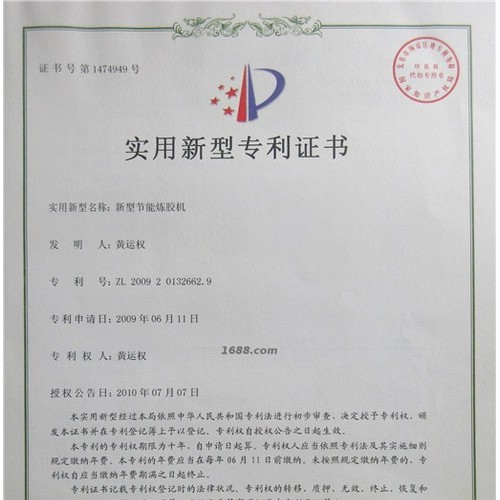 证书号第1474949号
印花税
代扣专用章
实用新型专利证书
实用新型名称:新型节能炼胶机
发明人:黄运权
专利号:ZL 2009 2 0132662.9
专利申请日:2009年06月11日
专利权人:黄运权
1688.com
授权公告日:2010年07月07日
本实用新型经过本局依照中华人民共和国专利法进行初步审查,决定授予专利权,颁
发本证书并在专利登记簿上予以登记。专利权自授权公告之日起生效。
本专利的专利权期限为十年,自申请日起算。专利权人应当依照专利法及其实施细则
规定缴纳年费。本专利的年费应当在每年06月11日前缴纳。未按照规定缴纳年费的,
专利权自应当缴纳年费期满之日起终止。
专利证书记载专利权登记时的法律状况。专利权的转移、质押、无效、终止、恢复和